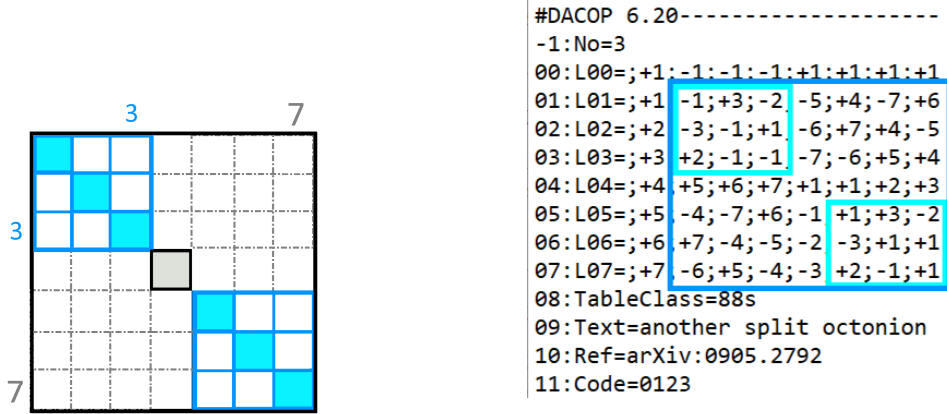 3
7
3
7
#DACOP 6.20---------------------
-1:No=3
00:L00=;+1;-1;-1;-1;+1;+1;+1;+1
01:L01=;+1;-1;+3;-2;-5;+4;-7;+6
02:L02=;+2;-3;-1;+1;-6;+7;+4;-5
03:L03=;+3;+2;-1;-1;-7;-6;+5;+4
04:L04=;+4;+5;+6;+7;+1;+1;+2;+3
05:L05=;+5;-4;-7;+6;-1;+1;+3;-2
06:L06=;+6;+7;-4;-5;-2;-3;+1;+1
07:L07=;+7;-6;+5;-4;-3;+2;-1;+1
08:TableClass=88s
09:Text=another split octonion
10:Ref=arXiv:0905.2792
11:Code=0123